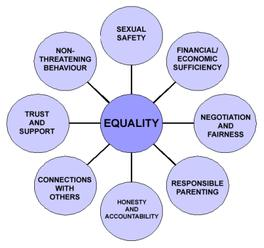 SEXUAL
SAFETY
NON-
THREATENING
BEHAVIOUR
FINANCIAL/
ECONOMIC
SUFFICIENCY
TRUST
AND
SUPPORT
EQUALITY
NEGOTIATION
AND
FAIRNESS
CONNECTIONS
WITH
OTHERS
RESPONSIBLE
PARENTING
HONESTY
AND
ACCOUNTABILITY